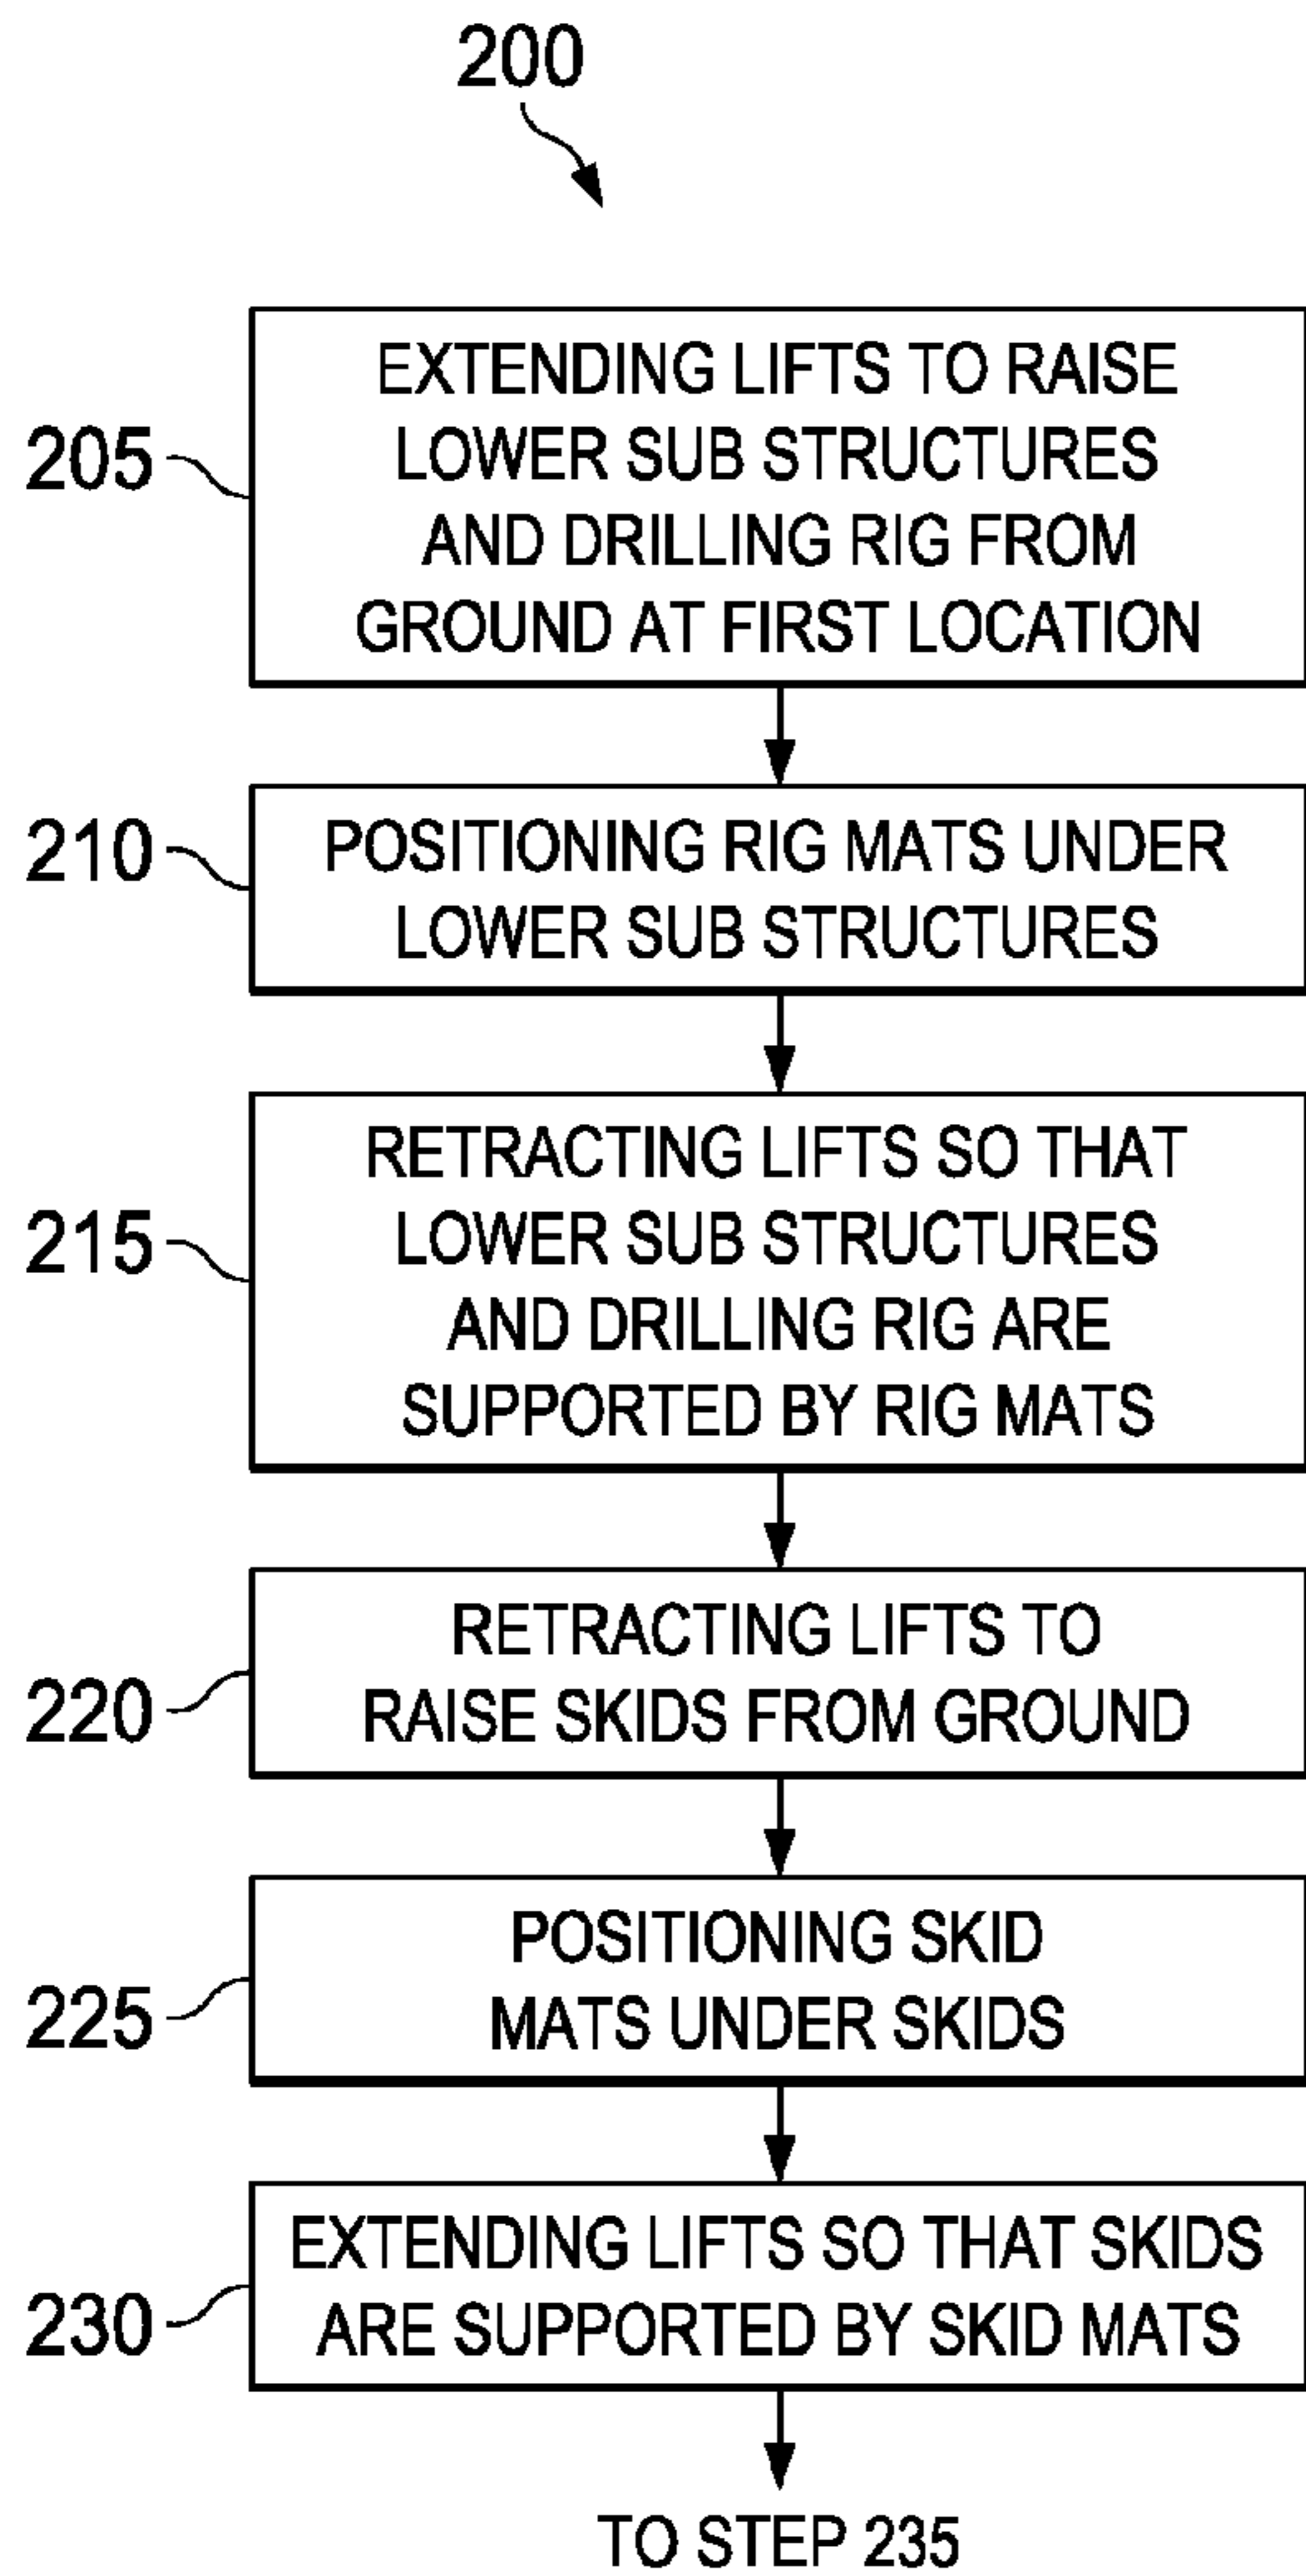 200
205
EXTENDING LIFTS TO RAISE
LOWER SUB STRUCTURES
AND DRILLING RIG FROM
GROUND AT FIRST LOCATION
210
POSITIONING RIG MATS UNDER
LOWER SUB STRUCTURES
215
RETRACTING LIFTS SO THAT
LOWER SUB STRUCTURES
AND DRILLING RIG ARE
SUPPORTED BY RIG MATS
220
RETRACTING LIFTS TO
RAISE SKIDS FROM GROUND
225
POSITIONING SKID
MATS UNDER SKIDS
230
EXTENDING LIFTS SO THAT SKIDS
ARE SUPPORTED BY SKID MATS
TO STEP 235